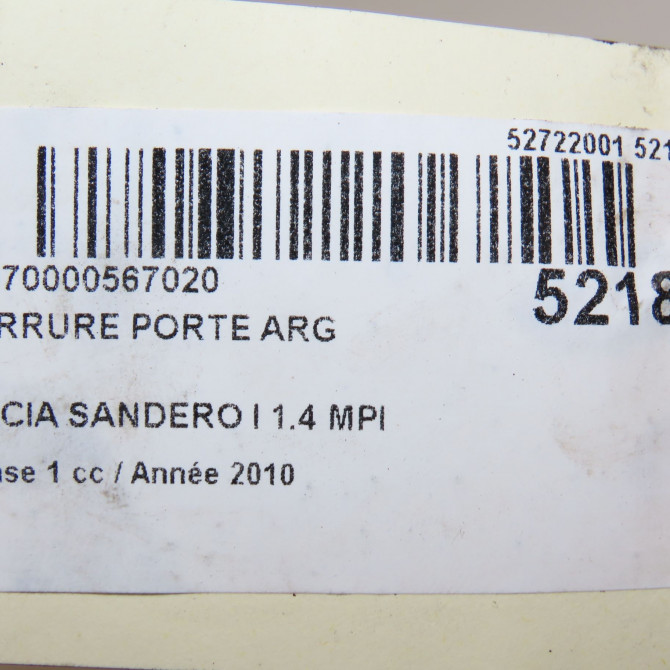 52722001 521
70000567020
5218
RRURE PORTE ARG
CIA SANDERO I 1.4 MPI
se 1 cc / Année 2010